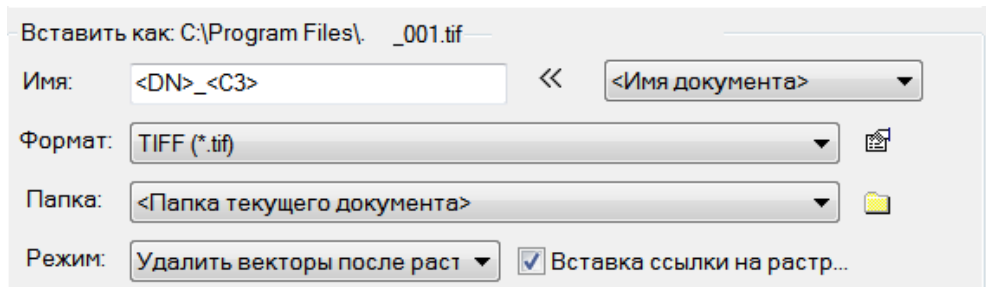 Вставить как: C:\Program Files\. _001.tif
Имя: <DN>_<C3> << <Имя документа>
Формат: TIFF (*.tif)
Папка: <Папка текущего документа>
Режим: Удалить векторы после раст Вставка ссылки на растр...